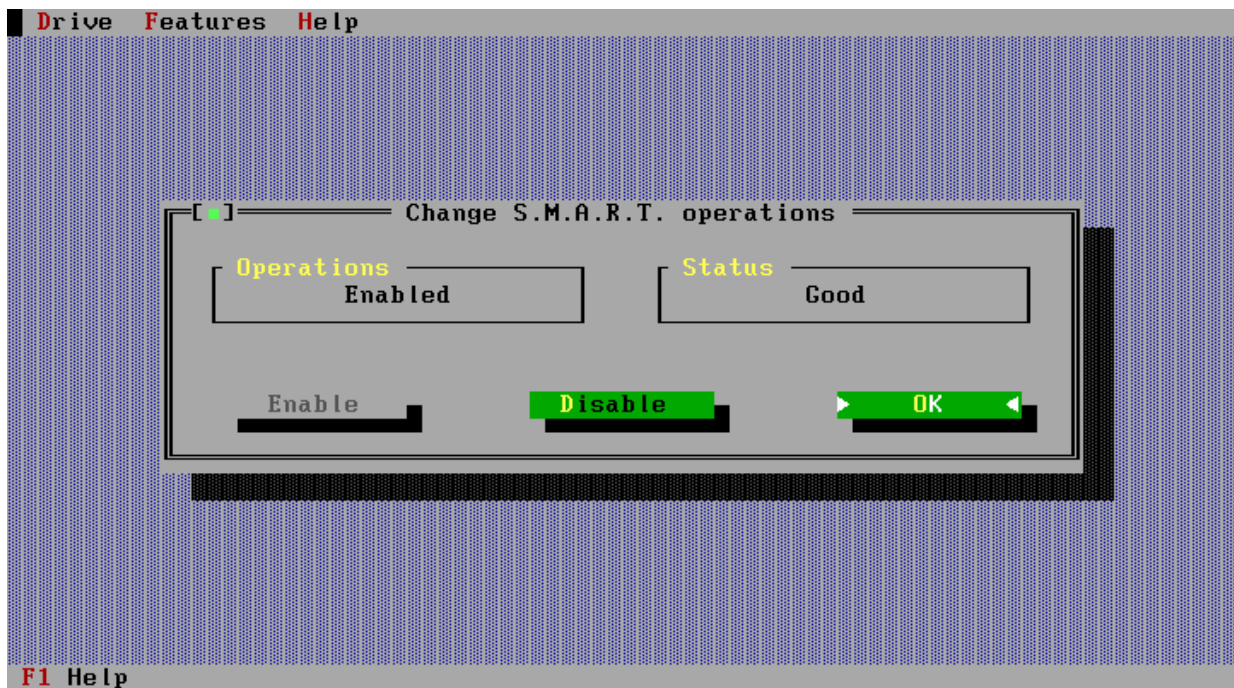 Drive Features Help
Change S.M.A.R.T. operations
Operations Status
Enabled Good
Enable Disable OK
F1 Help